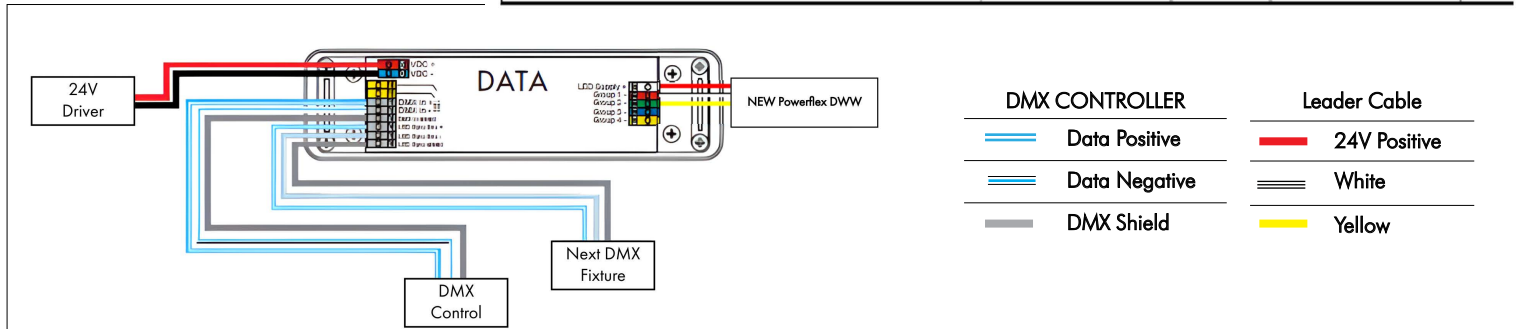 24V
Driver
VDC +
VDC -
DATA
LED Supply +
Group 1 -
Group 2 -
Group 3 -
Group 4 -
NEW Powerflex DWW
DMX
Control
Next DMX
Fixture
DMX CONTROLLER
Data Positive
Data Negative
DMX Shield
Leader Cable
24V Positive
White
Yellow